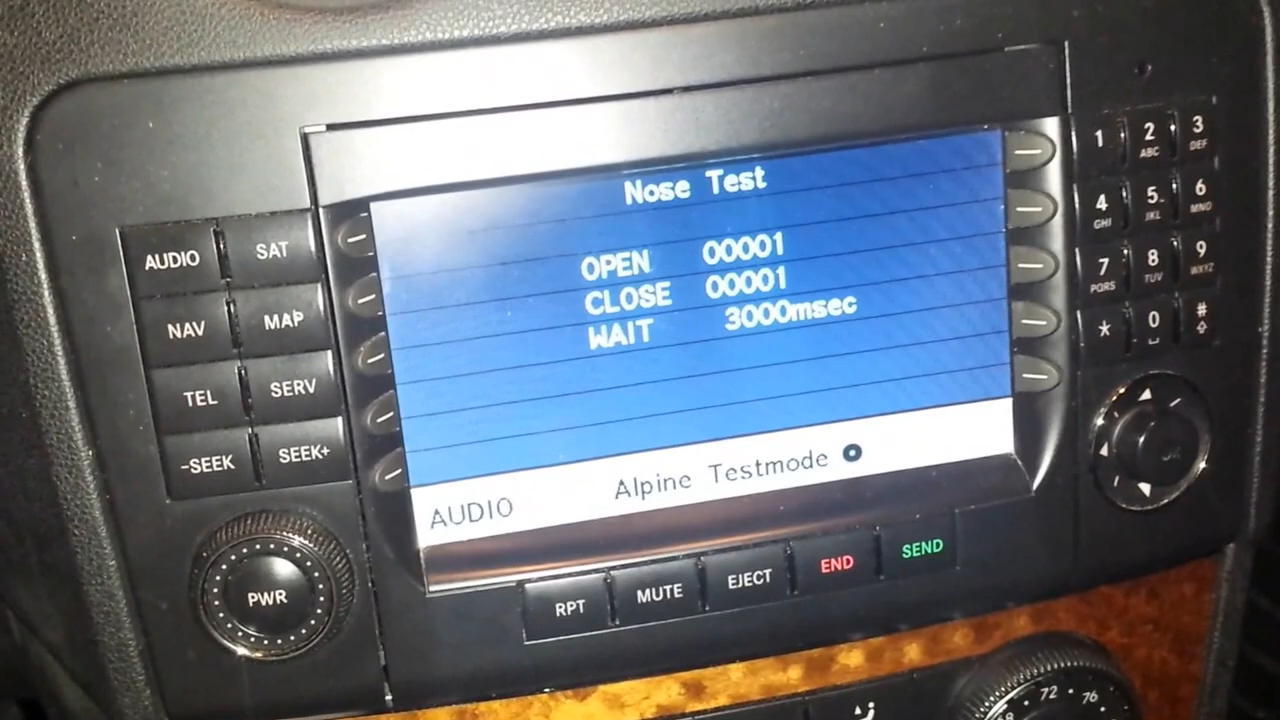 Nose Test
OPEN 00001
CLOSE 00001
WAIT 3000msec
AUDIO Alpine Testmode
AUDIO SAT
NAV MAP
TEL SERV
-SEEK SEEK+
PWR
RPT MUTE EJECT END SEND
1 2 ABC 3 DEF
4 GHI 5 JKL 6 MNO
7 PQRS 8 TUV 9 WXYZ
* 0 #
72 • 76